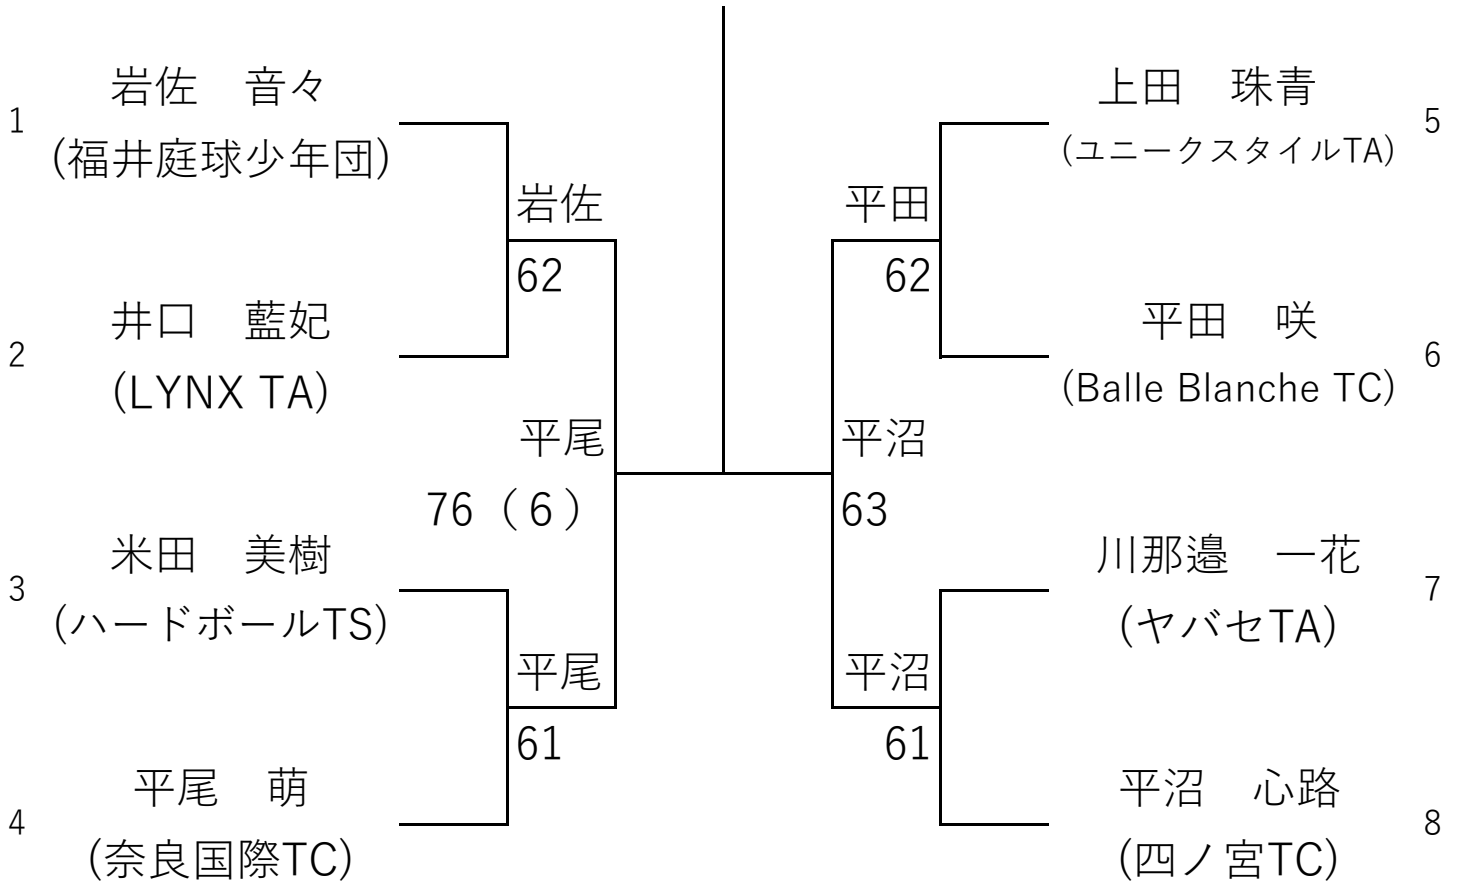 1
岩佐　音々
(福井庭球少年団)
2
井口　藍妃
(LYNX TA)
3
米田　美樹
(ハードボールTS)
4
平尾　萌
(奈良国際TC)
岩佐
62
平尾
76（6）
平尾
61
平田
62
平沼
63
平沼
61
上田　珠青
(ユニークスタイルTA)
5
平田　咲
(Balle Blanche TC)
6
川那邉　一花
(ヤバセTA)
7
平沼　心路
(四ノ宮TC)
8